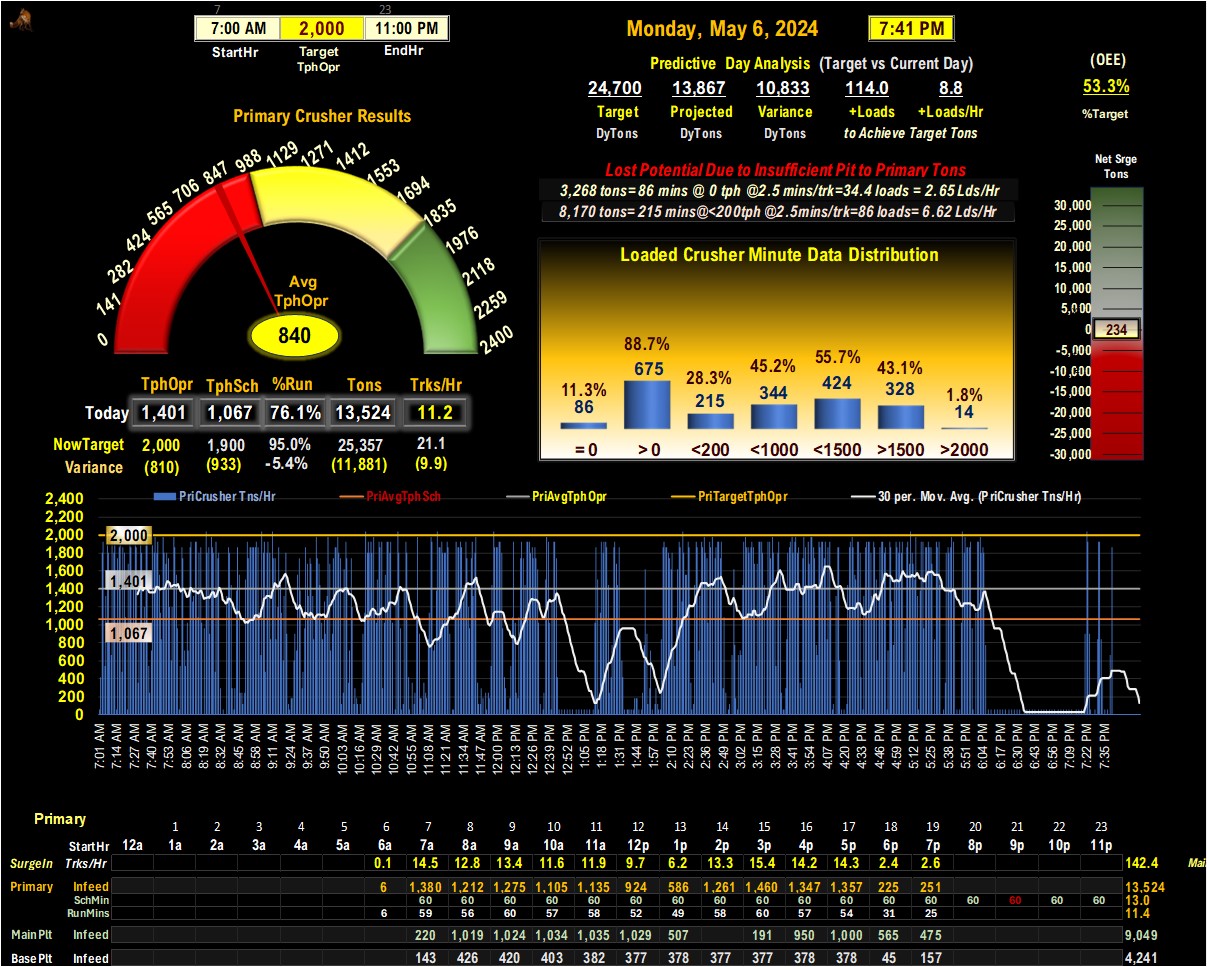 7 23
7:00 AM 2,000 11:00 PM
StartHr Target TphOpr EndHr
Monday, May 6, 2024 7:41 PM
Predictive Day Analysis (Target vs Current Day)
24,700 13,867 10,833 114.0 8.8
Target Projected Variance +Loads +Loads/Hr
DyTons DyTons DyTons to Achieve Target Tons
(OEE)
53.3%
%Target
Primary Crusher Results
0 141 282 424 565 706 847 988 1129 1271 1412 1553 1694 1835 1976 2118 2259 2400
Avg
TphOpr
840
Lost Potential Due to Insufficient Pit to Primary Tons
3,268 tons=86 mins @ 0 tph @2.5 mins/trk=34.4 loads = 2.65 Lds/Hr
8,170 tons= 215 mins@<200tph @2.5mins/trk=86 loads= 6.62 Lds/Hr
Loaded Crusher Minute Data Distribution
11.3% 88.7% 28.3% 45.2% 55.7% 43.1% 1.8%
86 675 215 344 424 328 14
=0 >0 <200 <1000 <1500 >1500 >2000
Net Srge
Tons
30,000
25,000
20,000
15,000
10,000
5,000
0 234
-5,000
-10,000
-15,000
-20,000
-25,000
-30,000
TphOpr TphSch %Run Tons Trks/Hr
Today 1,401 1,067 76.1% 13,524 11.2
NowTarget 2,000 1,900 95.0% 25,357 21.1
Variance (810) (933) -5.4% (11,881) (9.9)
PriCrusher Tns/Hr PriAvgTphSch PriAvgTphOpr PriTargetTphOpr 30 per. Mov. Avg. (PriCrusher Tns/Hr)
2,400
2,200
2,000 2,000
1,800
1,600
1,400 1,401
1,200
1,000 1,067
800
600
400
200
0
7:01 AM 7:14 AM 7:27 AM 7:40 AM 7:53 AM 8:06 AM 8:19 AM 8:32 AM 8:45 AM 8:58 AM 9:11 AM 9:24 AM 9:37 AM 9:50 AM 10:03 AM 10:16 AM 10:29 AM 10:42 AM 10:55 AM 11:08 AM 11:21 AM 11:34 AM 11:47 AM 12:00 PM 12:13 PM 12:26 PM 12:39 PM 12:52 PM 1:05 PM 1:18 PM 1:31 PM 1:44 PM 1:57 PM 2:10 PM 2:23 PM 2:36 PM 2:49 PM 3:02 PM 3:15 PM 3:28 PM 3:41 PM 3:54 PM 4:07 PM 4:20 PM 4:33 PM 4:46 PM 4:59 PM 5:12 PM 5:25 PM 5:38 PM 5:51 PM 6:04 PM 6:17 PM 6:30 PM 6:43 PM 6:56 PM 7:09 PM 7:22 PM 7:35 PM
Primary
1 2 3 4 5 6 7 8 9 10 11 12 13 14 15 16 17 18 19 20 21 22 23
StartHr 12a 1a 2a 3a 4a 5a 6a 7a 8a 9a 10a 11a 12p 1p 2p 3p 4p 5p 6p 7p 8p 9p 10p 11p
SurgeIn Trks/Hr 0.1 14.5 12.8 13.4 11.6 11.9 9.7 6.2 13.3 15.4 14.2 14.3 2.4 2.6 142.4 Mai
Primary Infeed 6 1,380 1,212 1,275 1,105 1,135 924 586 1,261 1,460 1,347 1,357 225 251 13,524
SchMin 60 60 60 60 60 60 60 60 60 60 60 60 60 60 60 60 60 13.0
RunMins 6 59 56 60 57 58 52 49 58 60 57 54 31 25 11.4
MainPlt Infeed 220 1,019 1,024 1,034 1,035 1,029 507 191 950 1,000 565 475 9,049
BasePlt Infeed 143 426 420 403 382 377 378 377 377 378 378 45 157 4,241